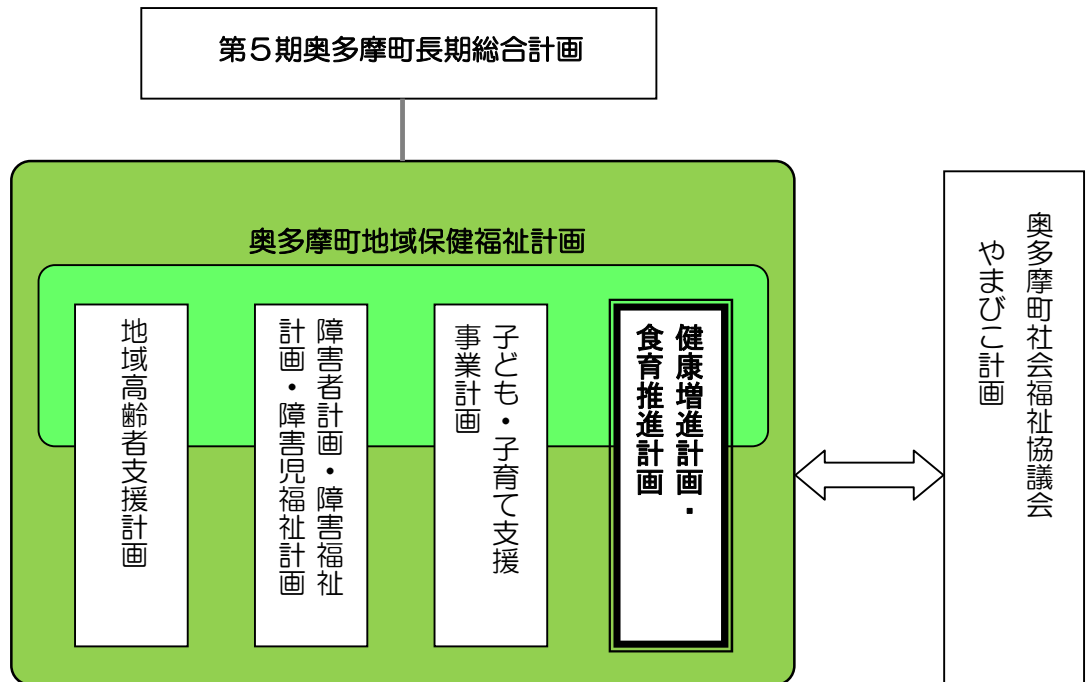 第５期奥多摩町長期総合計画
奥多摩町地域保健福祉計画
地域高齢者支援計画
障害者計画・障害福祉
計画・障害児福祉計画
子ども・子育て支援
事業計画
健康増進計画・
食育推進計画
奥多摩町社会福祉協議会
やまびこ計画